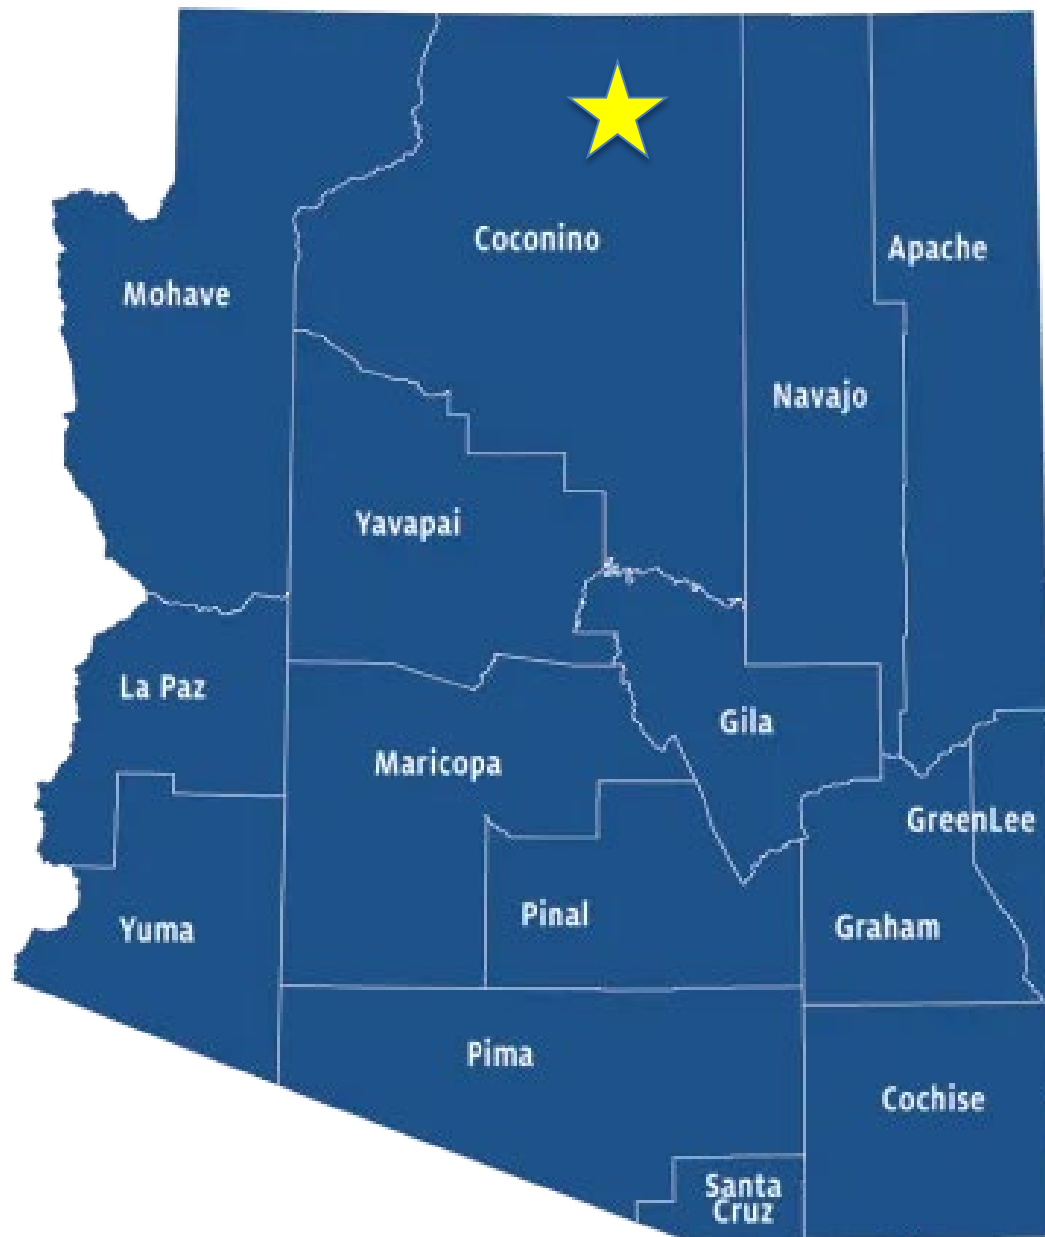 Coconino
Apache
Mohave
Navajo
Yavapai
La Paz
Gila
Maricopa
GreenLee
Pinal
Graham
Yuma
Pima
Cochise
Santa
Cruz